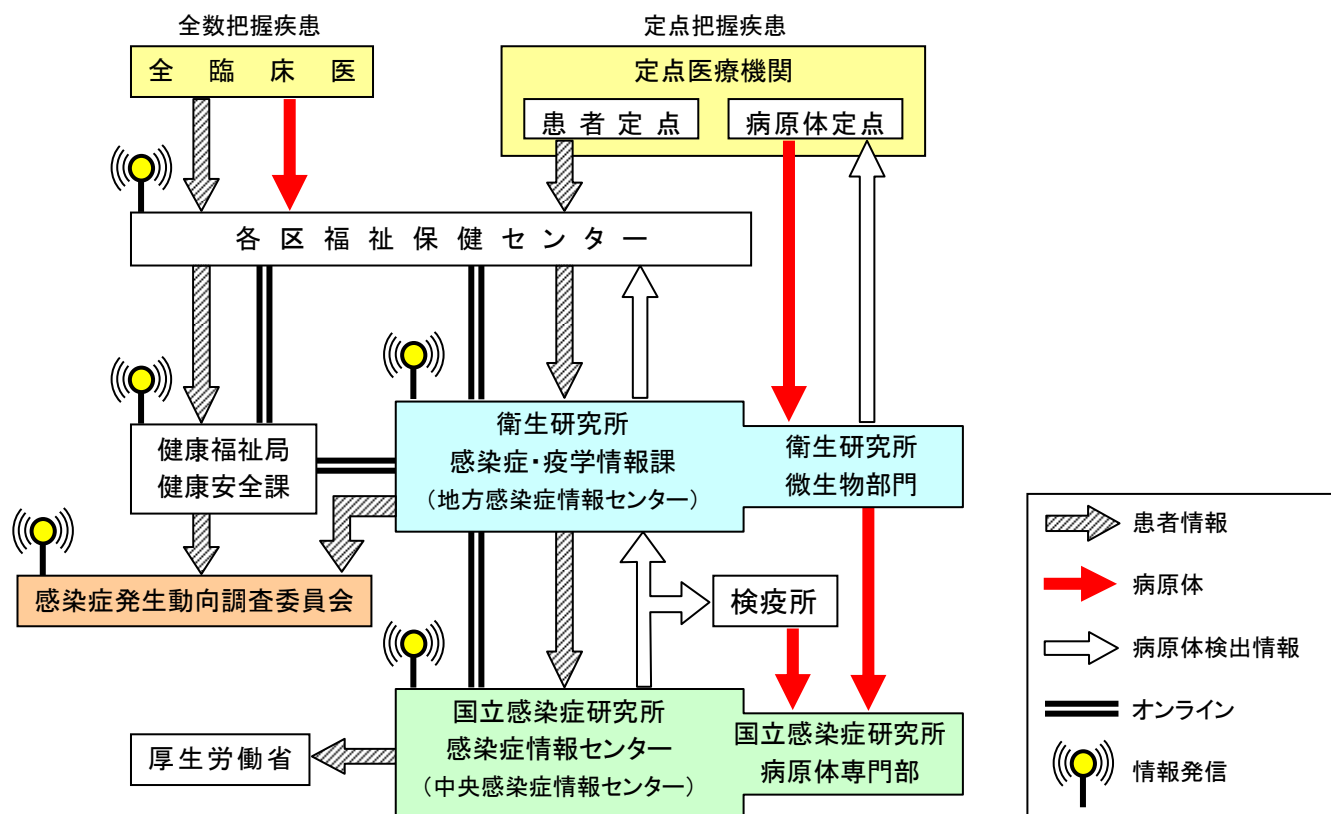 全数把握疾患
定点把握疾患
全臨床医
定点医療機関
患者定点
病原体定点
各区福祉保健センター
健康福祉局
健康安全課
衛生研究所
感染症・疫学情報課
（地方感染症情報センター）
衛生研究所
微生物部門
感染症発生動向調査委員会
検疫所
国立感染症研究所
感染症情報センター
（中央感染症情報センター）
国立感染症研究所
病原体専門部
厚生労働省
患者情報
病原体
病原体検出情報
オンライン
情報発信